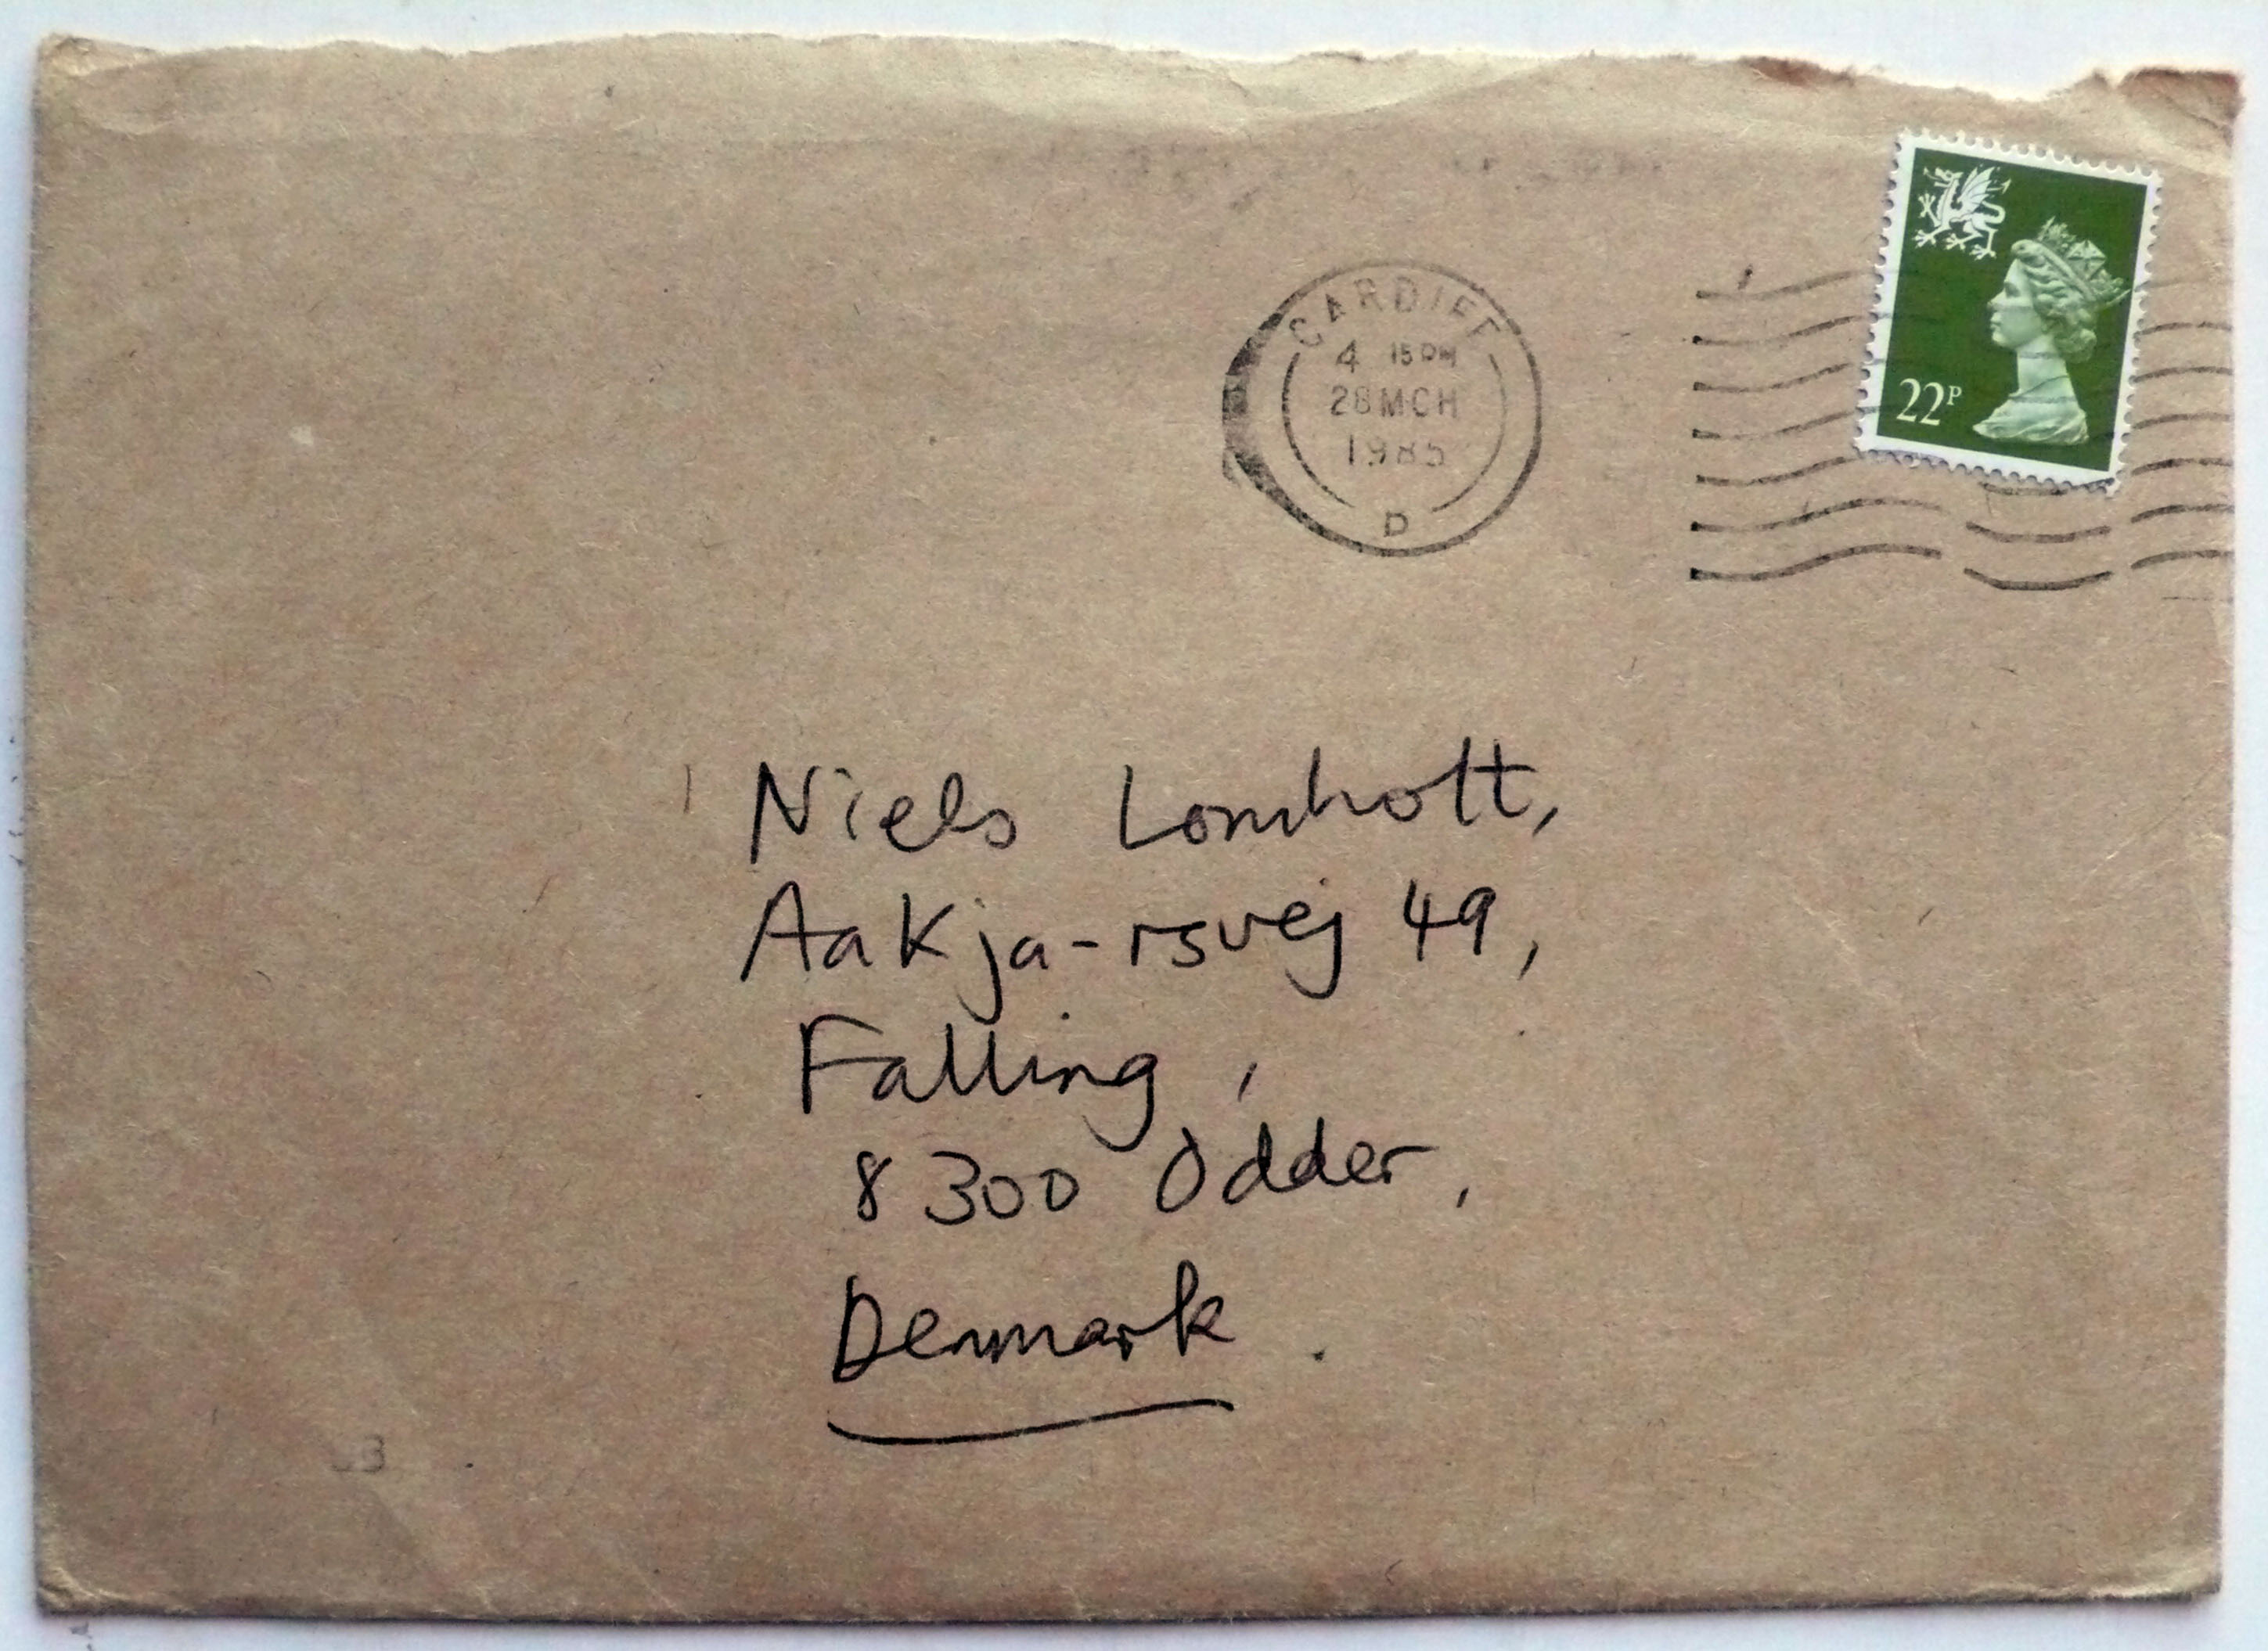 CARDIFF
4 15 PM
28 MCH
1985
D
22P
Niels Lomholt,
Aakja-rsvej 49,
Falling,
8300 Odder,
Denmark.